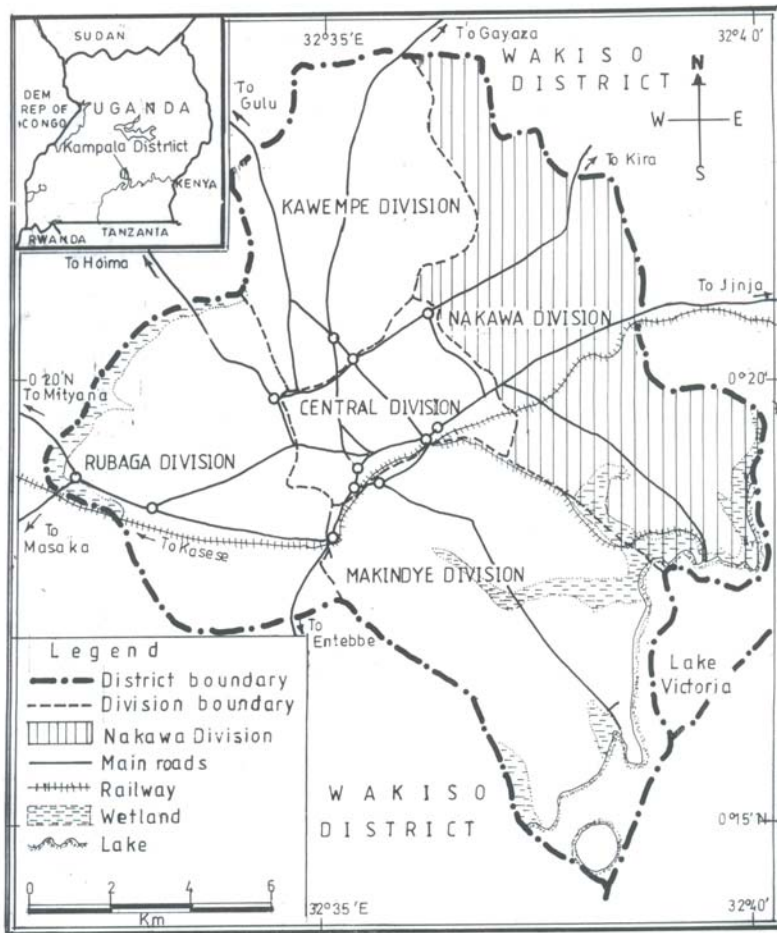 SUDAN
DEM
REP OF
CONGO
UGANDA
Kampala District
KENYA
RWANDA
TANZANIA
32°35'E
32°40'
To Gayaza
WAKISO
DISTRICT
N
W
E
S
To
Gulu
To Kira
KAWEMPE DIVISION
To Hoima
To Jinja
NAKAWA DIVISION
0°20'N
0°20'
To Mityana
CENTRAL DIVISION
RUBAGA DIVISION
To
Masaka
To Kasese
MAKINDYE DIVISION
To
Entebbe
Lake
Victoria
Legend
District boundary
Division boundary
Nakawa Division
Main roads
Railway
Wetland
Lake
WAKISO
DISTRICT
0°15'N
0 2 4 6
Km
32°35'E
32°40'